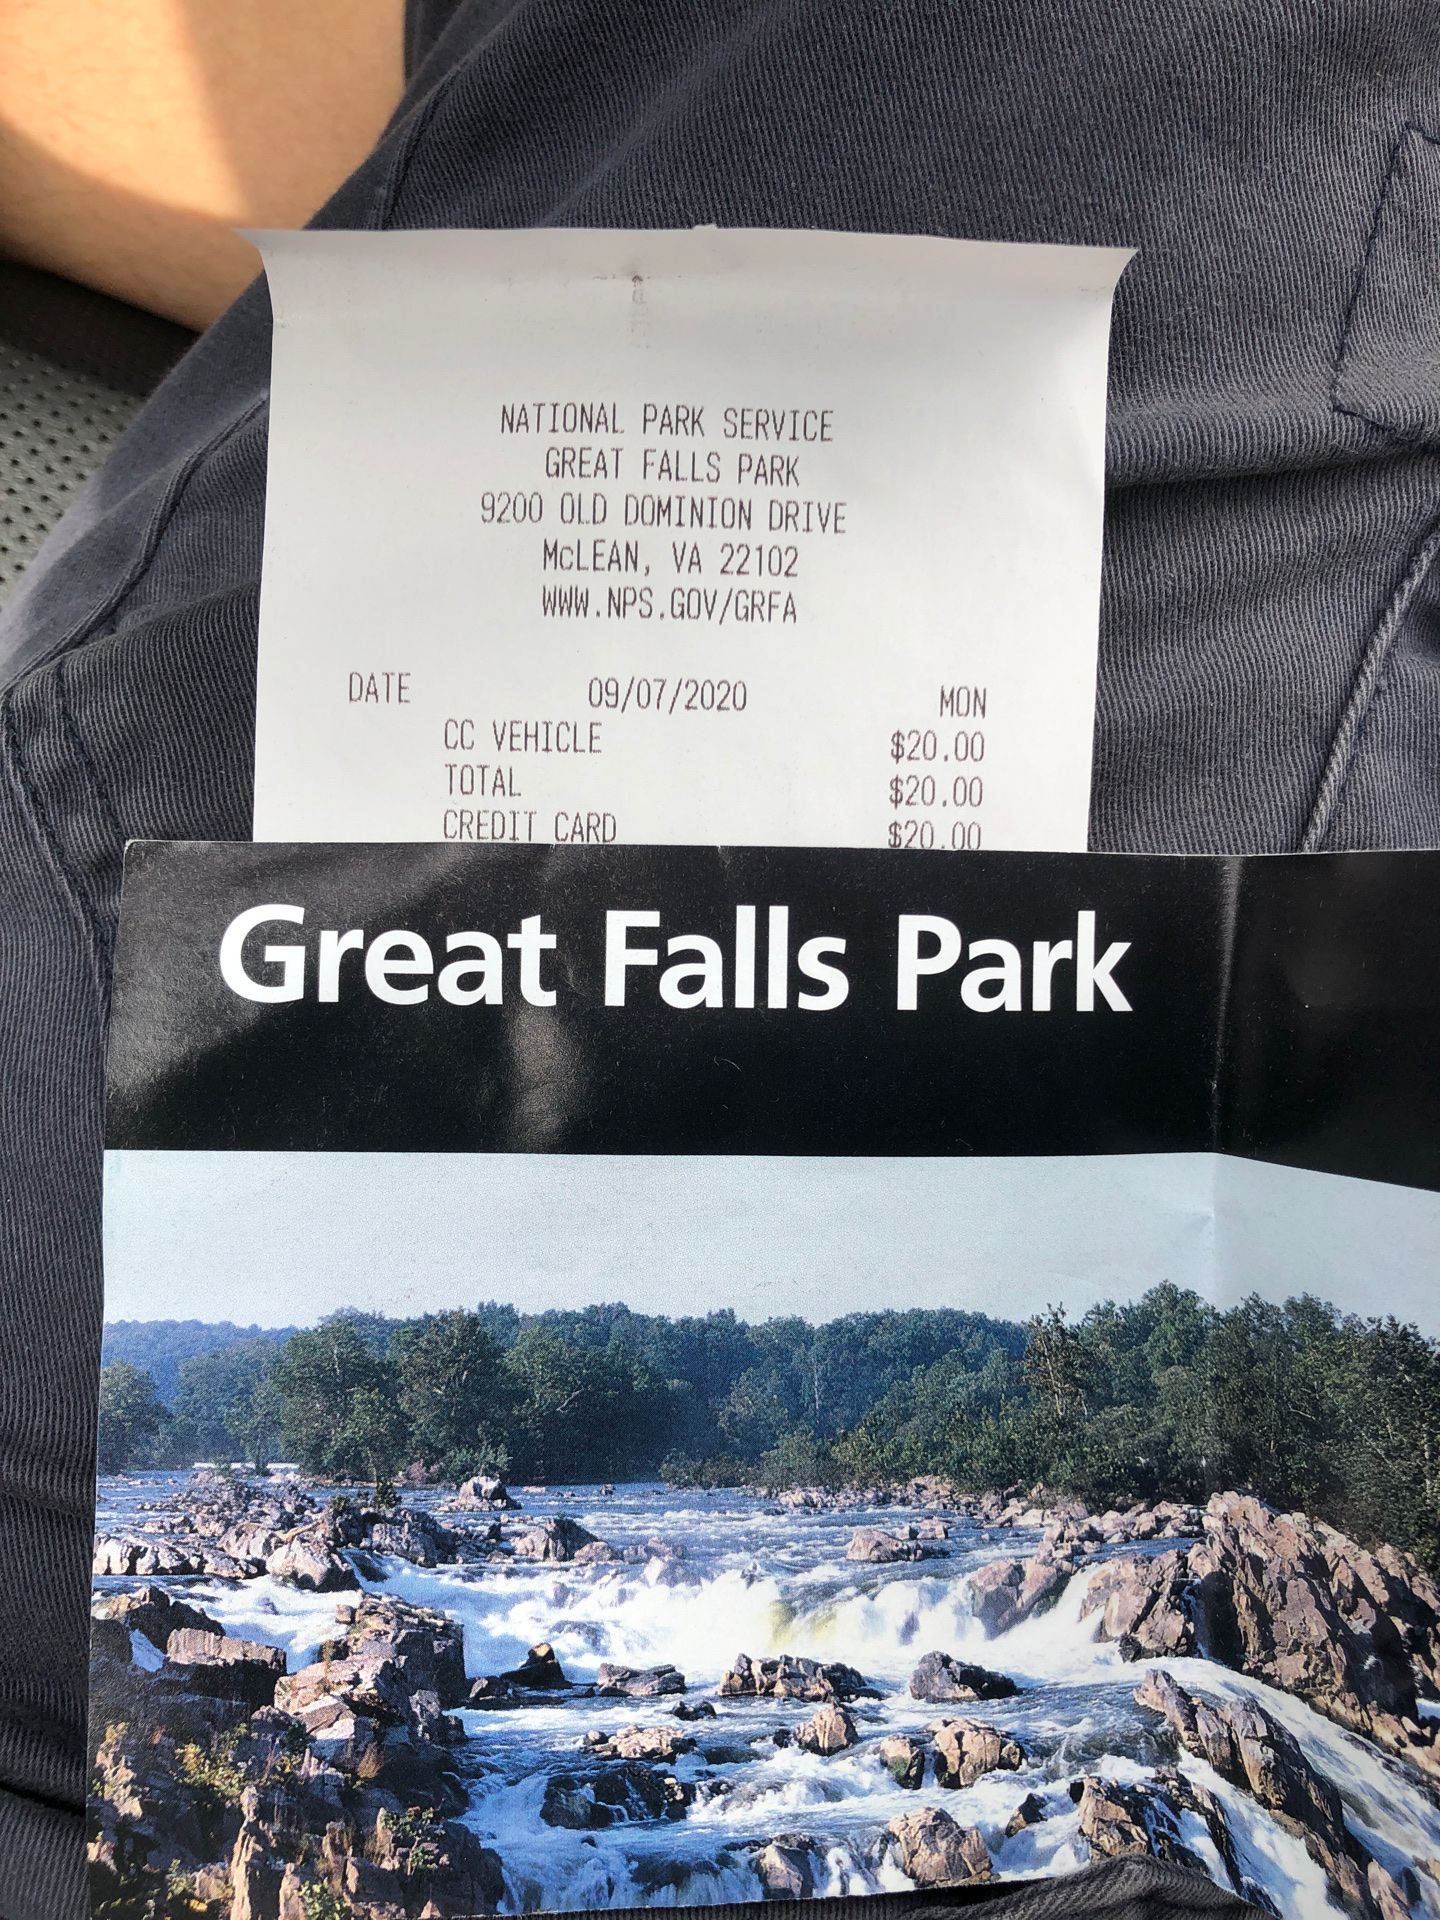 NATIONAL PARK SERVICE
GREAT FALLS PARK
9200 OLD DOMINION DRIVE
McLEAN, VA 22102
WWW.NPS.GOV/GRFA
DATE 09/07/2020 MON
CC VEHICLE $20.00
TOTAL $20.00
CREDIT CARD $20.00
Great Falls Park